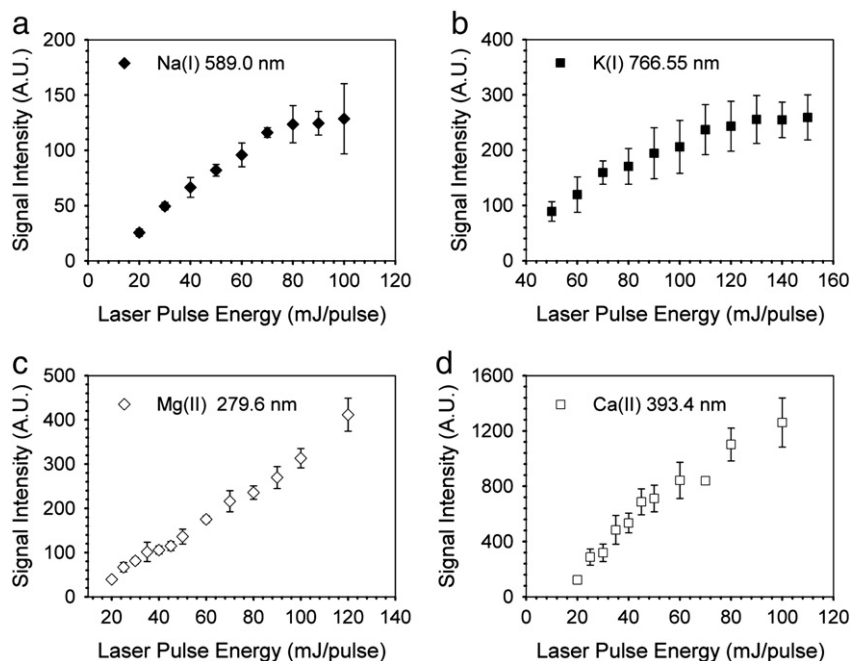 a
Na(I) 589.0 nm
200
150
100
50
0
0 20 40 60 80 100 120
Signal Intensity (A.U.)
Laser Pulse Energy (mJ/pulse)
b
K(I) 766.55 nm
400
300
200
100
0
40 60 80 100 120 140 160
Signal Intensity (A.U.)
Laser Pulse Energy (mJ/pulse)
c
Mg(II) 279.6 nm
500
400
300
200
100
0
20 40 60 80 100 120 140
Signal Intensity (A.U.)
Laser Pulse Energy (mJ/pulse)
d
Ca(II) 393.4 nm
1600
1200
800
400
0
0 20 40 60 80 100 120
Signal Intensity (A.U.)
Laser Pulse Energy (mJ/pulse)